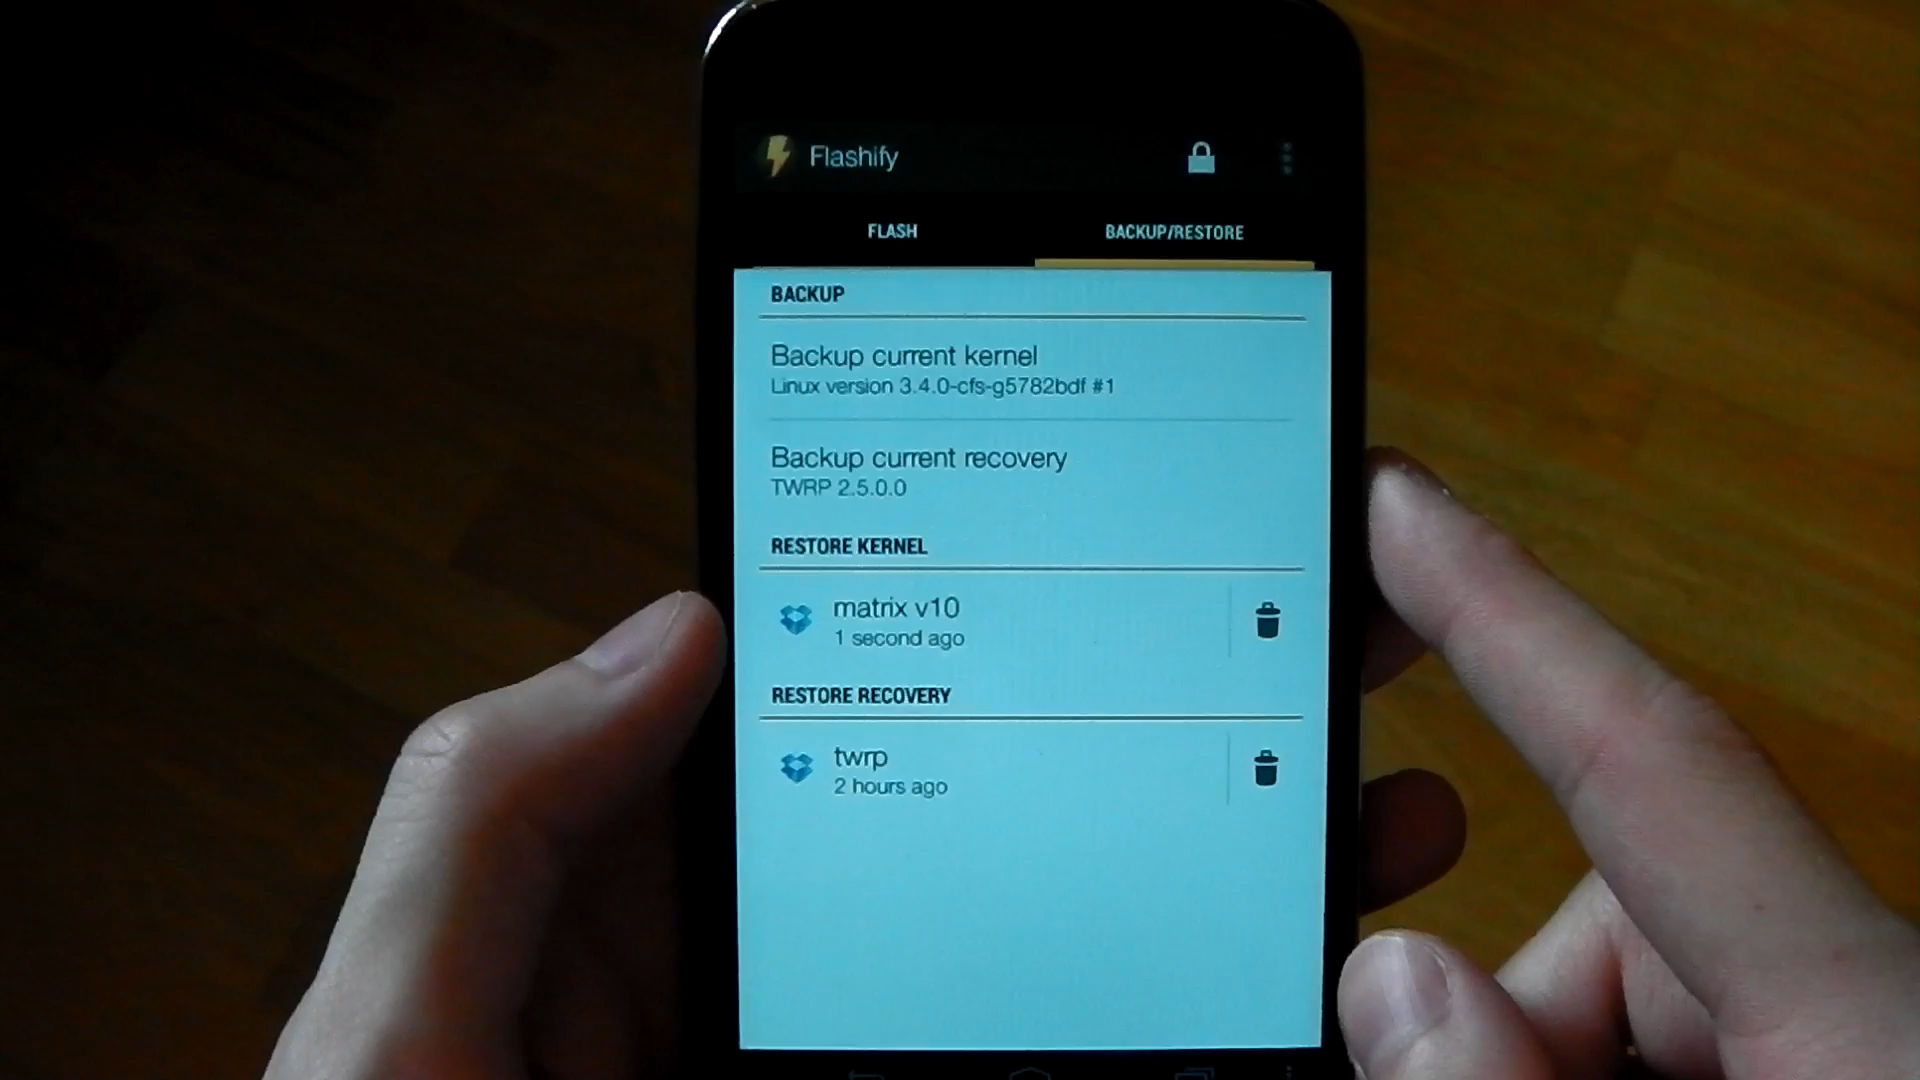 Flashify
FLASH
BACKUP/RESTORE
BACKUP
Backup current kernel
Linux version 3.4.0-cfs-g5782bdf #1
Backup current recovery
TWRP 2.5.0.0
RESTORE KERNEL
matrix v10
1 second ago
RESTORE RECOVERY
twrp
2 hours ago